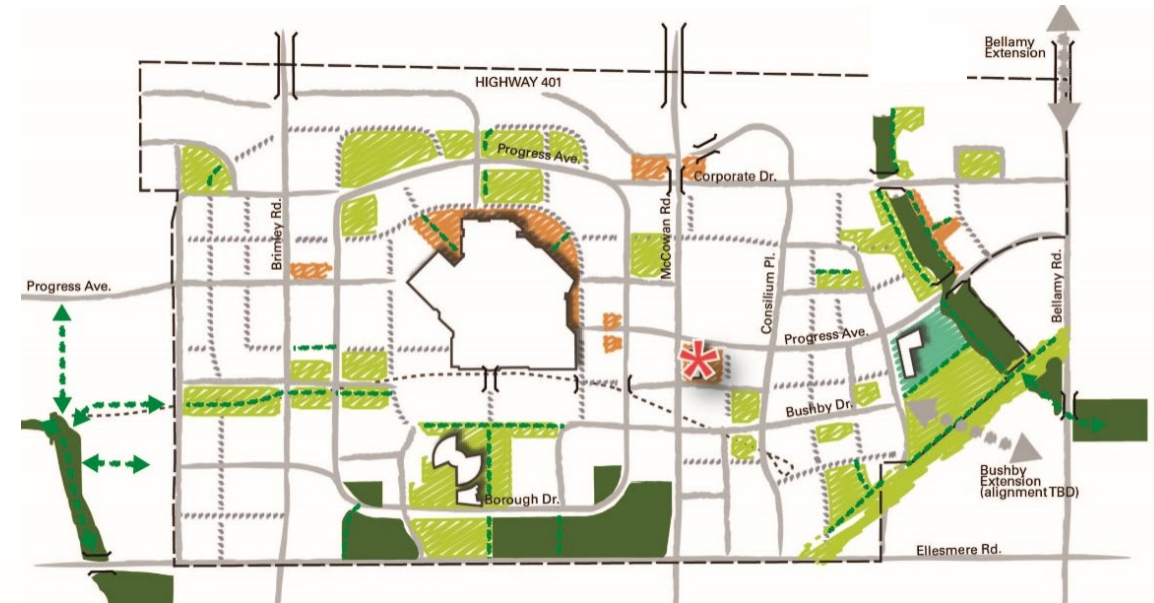 Bellamy
Extension
HIGHWAY 401
Progress Ave.
Corporate Dr.
Brimley Rd.
McCowan Rd.
Consilium Pl.
Bellamy Rd.
Progress Ave.
Progress Ave.
Bushby Dr.
Bushby
Extension
(alignment TBD)
Borough Dr.
Ellesmere Rd.